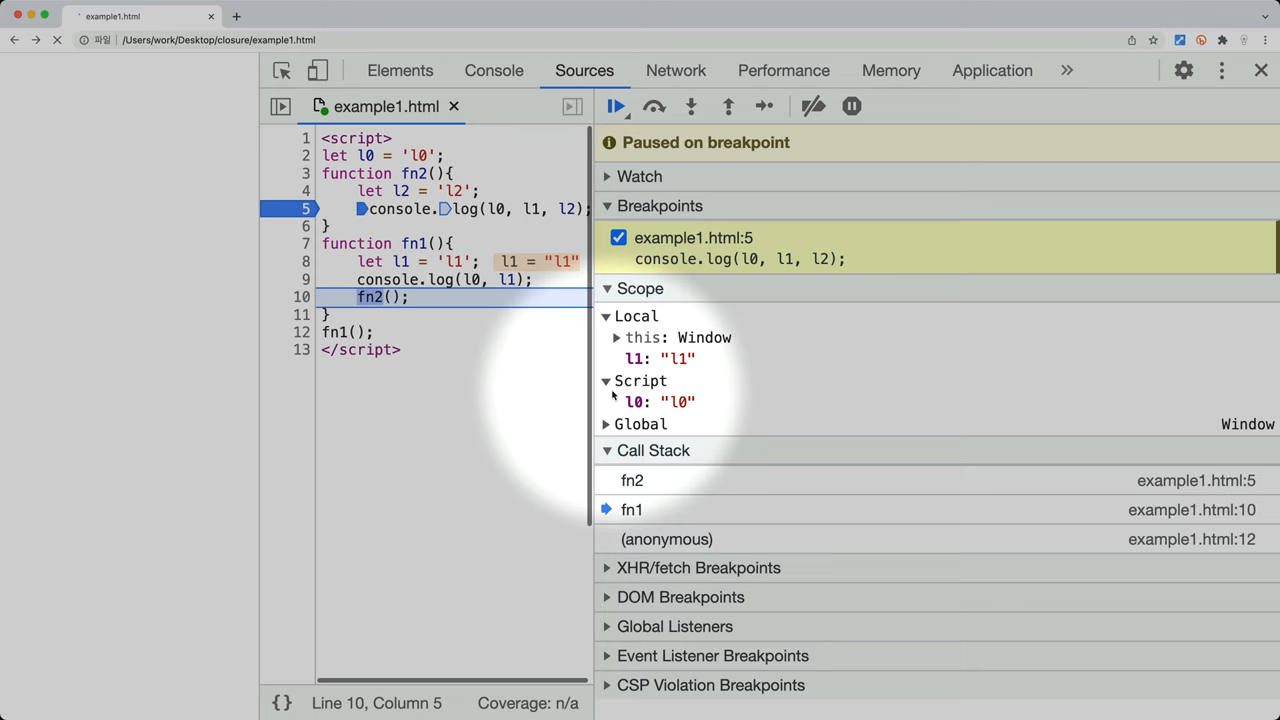 example1.html
파일 /Users/work/Desktop/closure/example1.html
Elements Console Sources Network Performance Memory Application
example1.html
1 <script>
2 let l0 = 'l0';
3 function fn2(){
4 let l2 = 'l2';
5 console.log(l0, l1, l2);
6 }
7 function fn1(){
8 let l1 = 'l1'; l1 = "l1"
9 console.log(l0, l1);
10 fn2();
11 }
12 fn1();
13 </script>
{} Line 10, Column 5 Coverage: n/a
Paused on breakpoint
Watch
Breakpoints
example1.html:5
console.log(l0, l1, l2);
Scope
Local
this: Window
l1: "l1"
Script
l0: "l0"
Global Window
Call Stack
fn2 example1.html:5
fn1 example1.html:10
(anonymous) example1.html:12
XHR/fetch Breakpoints
DOM Breakpoints
Global Listeners
Event Listener Breakpoints
CSP Violation Breakpoints